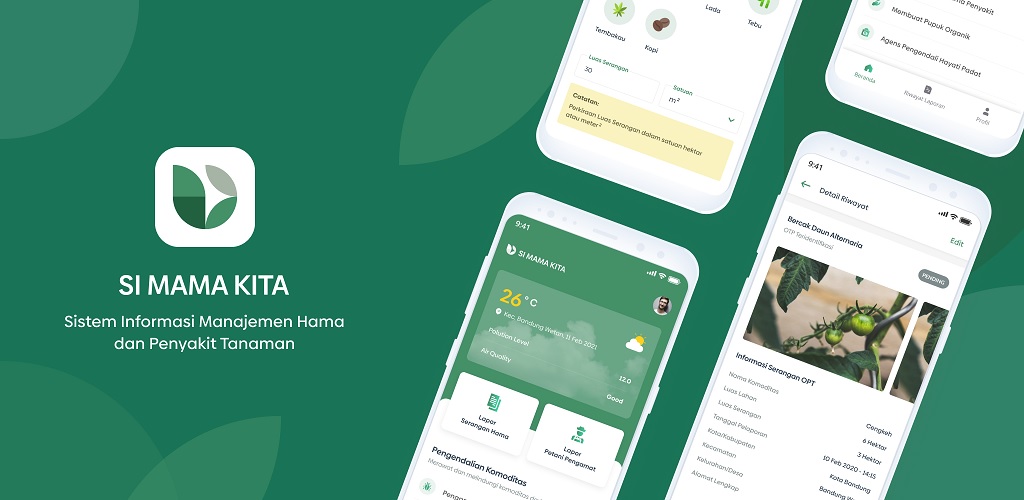 SI MAMA KITA
Sistem Informasi Manajemen Hama
dan Penyakit Tanaman
Tembakau
Kopi
Lada
Tebu
Luas Serangan
30
Satuan
m²
Catatan:
Perkiraan Luas Serangan dalam satuan hektar
atau meter²
Penyakit
Membuat Pupuk Organik
Agens Pengendali Hayati Padat
Beranda
Riwayat Laporan
Profil
9:41
SI MAMA KITA
26°C
Kec. Bandung Wetan, 11 Feb 2021
Polution Level
12.0
Air Quality
Good
Lapor
Serangan Hama
Lapor
Petani Pengamat
Pengendalian Komoditas
Merawat dan melindungi komoditas
9:41
Detail Riwayat
Bercak Daun Alternaria
Edit
OTP Teridentifikasi
PENDING
Informasi Serangan OPT
Nama Komoditas
Cengkeh
Luas Lahan
6 Hektar
Luas Serangan
3 Hektar
Tanggal Pelaporan
10 Feb 2020 - 14:15
Kota/Kabupaten
Kota Bandung
Kecamatan
Bandung
Kelurahan/Desa
Alamat Lengkap